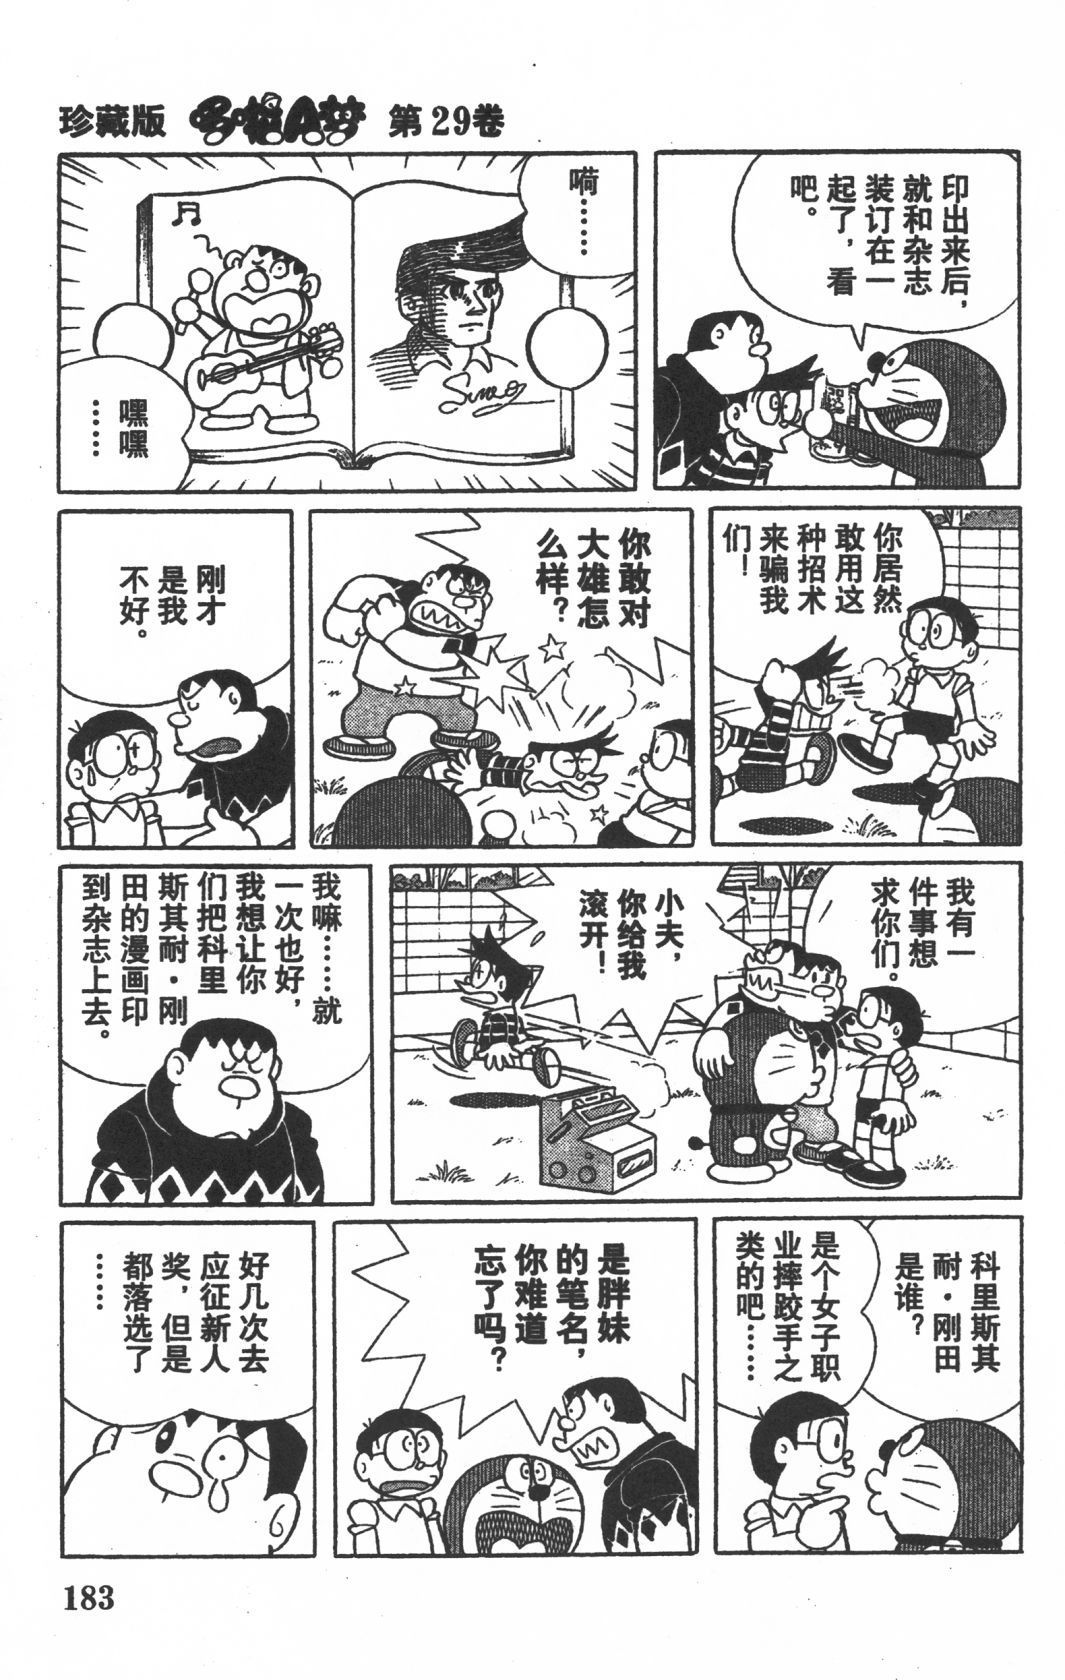 珍藏版 哆啦A梦 第29卷
印出来后，
就和杂志
装订在一
起了，看
吧。
嗬……
嘿嘿
……
你居然
敢用这
种招术
来骗我
们！
你敢对
大雄怎
么样？
刚才
是我
不好。
我有一
件事想
求你们。
小夫，
你给我
滚开！
我嘛……就
一次也好，
我想让你
们把科里
斯其耐·刚
田的漫画印
到杂志上去。
科里斯其
耐·刚田
是谁？
是个女子职
业摔跤手之
类的吧……
是胖妹
的笔名，
你难道
忘了吗？
好几次去
应征新人
奖，但是
都落选了
……
183